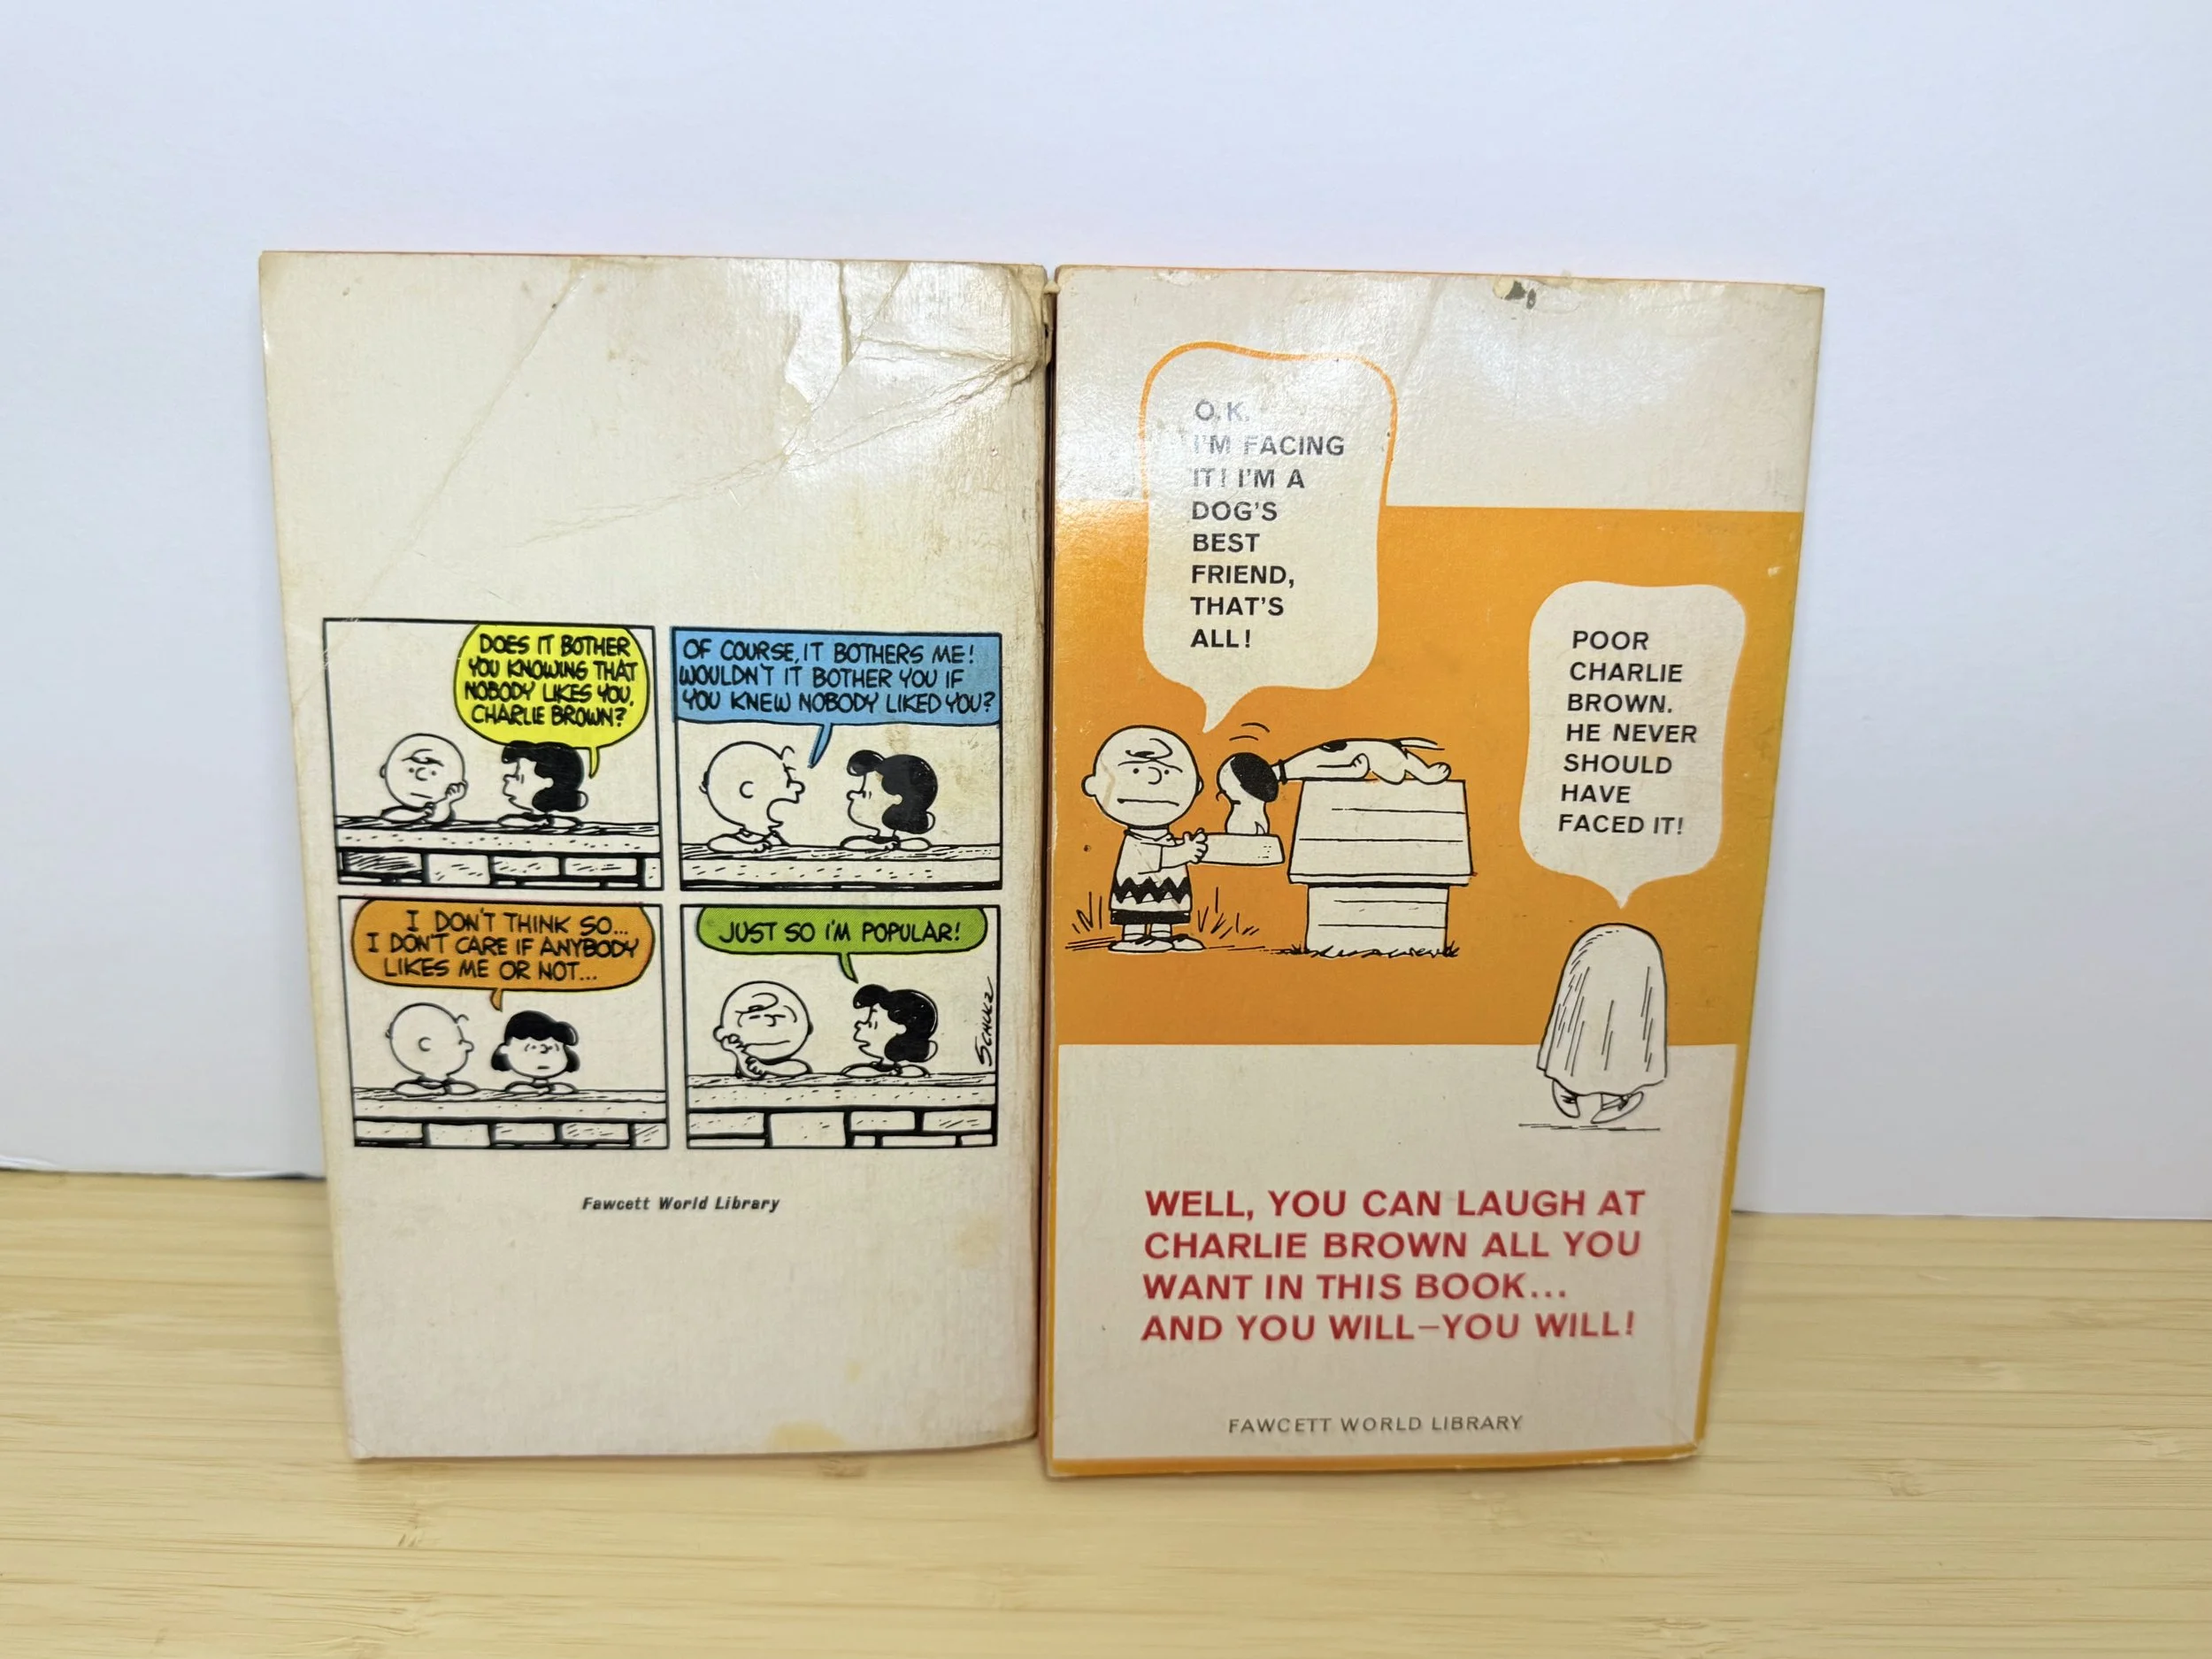 DOES IT BOTHER
YOU KNOWING THAT
NOBODY LIKES YOU,
CHARLIE BROWN?
OF COURSE, IT BOTHERS ME!
WOULDN'T IT BOTHER YOU IF
YOU KNEW NOBODY LIKED YOU?
I DON'T THINK SO...
I DON'T CARE IF ANYBODY
LIKES ME OR NOT...
JUST SO I'M POPULAR!
SCHULZ
Fawcett World Library
O.K.
I'M FACING
IT! I'M A
DOG'S
BEST
FRIEND,
THAT'S
ALL!
POOR
CHARLIE
BROWN.
HE NEVER
SHOULD
HAVE
FACED IT!
WELL, YOU CAN LAUGH AT
CHARLIE BROWN ALL YOU
WANT IN THIS BOOK...
AND YOU WILL—YOU WILL!
FAWCETT WORLD LIBRARY